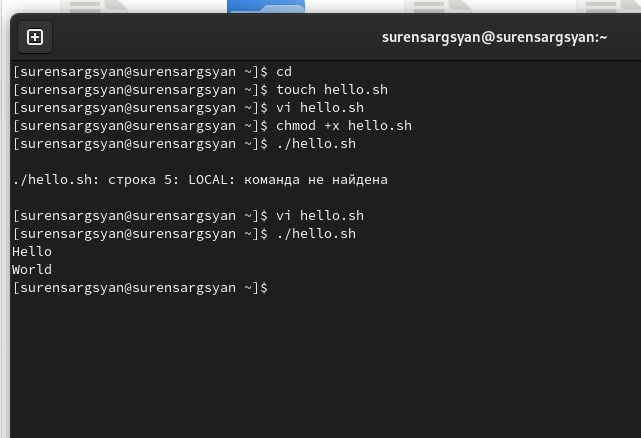 surensargsyan@surensargsyan:~
[surensargsyan@surensargsyan ~]$ cd
[surensargsyan@surensargsyan ~]$ touch hello.sh
[surensargsyan@surensargsyan ~]$ vi hello.sh
[surensargsyan@surensargsyan ~]$ chmod +x hello.sh
[surensargsyan@surensargsyan ~]$ ./hello.sh
./hello.sh: строка 5: LOCAL: команда не найдена
[surensargsyan@surensargsyan ~]$ vi hello.sh
[surensargsyan@surensargsyan ~]$ ./hello.sh
Hello
World
[surensargsyan@surensargsyan ~]$